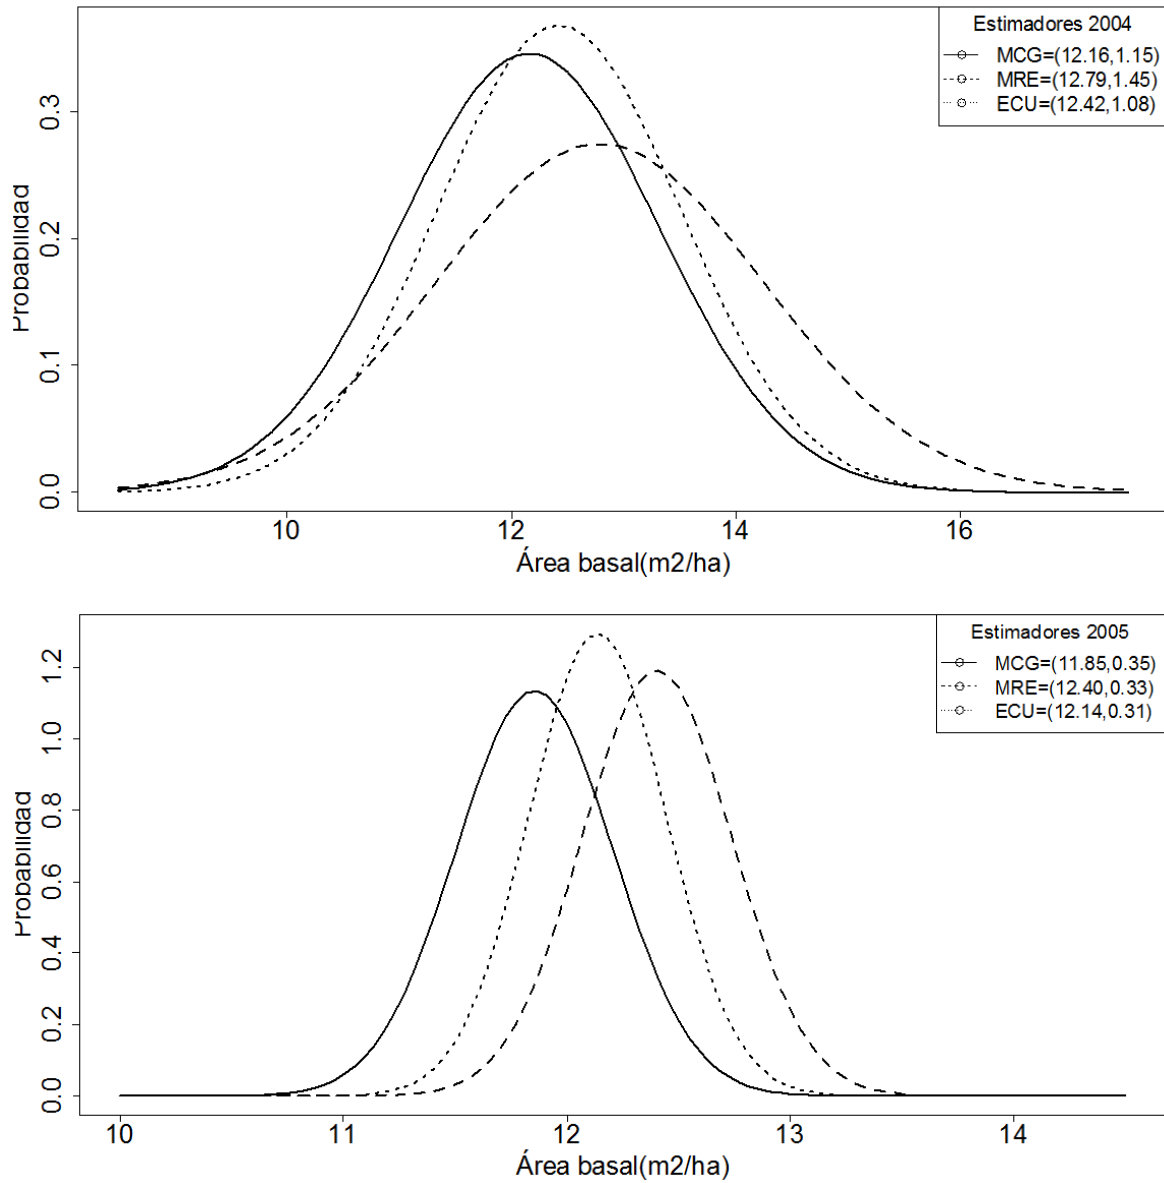 Estimadores 2004
MCG=(12.16,1.15)
MRE=(12.79,1.45)
ECU=(12.42,1.08)
Probabilidad
0.3
0.2
0.1
0.0
10 12 14 16
Área basal(m2/ha)
Estimadores 2005
MCG=(11.85,0.35)
MRE=(12.40,0.33)
ECU=(12.14,0.31)
Probabilidad
1.2
1.0
0.8
0.6
0.4
0.2
0.0
10 11 12 13 14
Área basal(m2/ha)